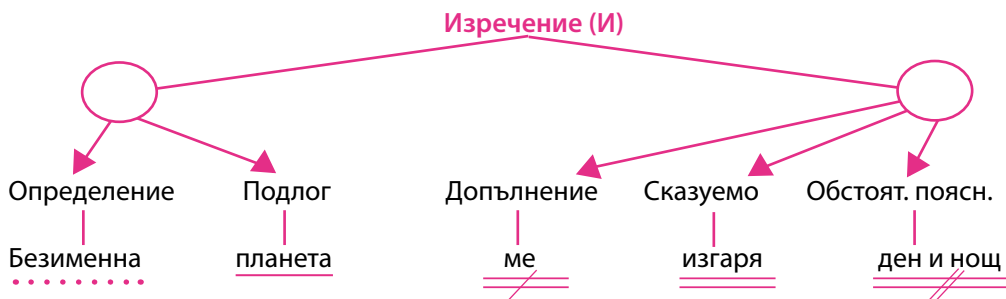 Изречение (И)
Определение Подлог Допълнение Сказуемо Обстоят. поясн.
Безименна планета ме изгаря ден и нощ